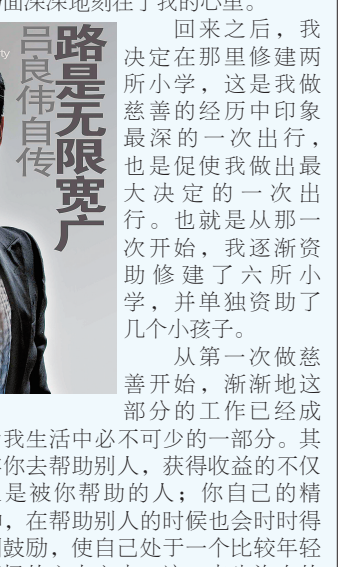 面深深地刻在了我的心里。
路是无限宽广
吕良伟自传
ity
回来之后，我
决定在那里修建两
所小学，这是我做
慈善的经历中印象
最深的一次出行，
也是促使我做出最
大决定的一次出
行。也就是从那一
次开始，我逐渐资
助修建了六所小
学，并单独资助了
几个小孩子。
从第一次做慈
善开始，渐渐地这
部分的工作已经成
我生活中必不可少的一部分。其
你去帮助别人，获得收益的不仅
是被你帮助的人；你自己的精
，在帮助别人的时候也会时时得
鼓励，使自己处于一个比较年轻